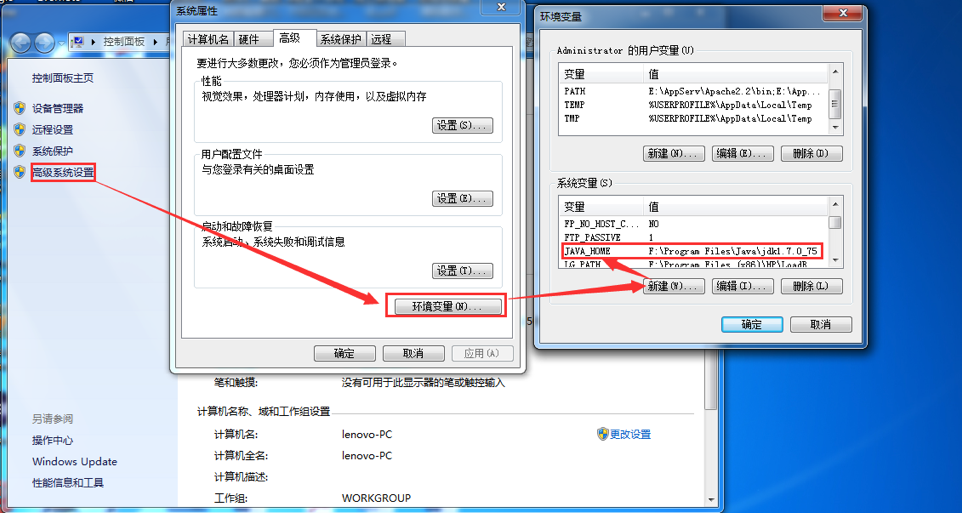 系统属性
控制面板
控制面板主页
设备管理器
远程设置
系统保护
高级系统设置
另请参阅
操作中心
Windows Update
性能信息和工具
计算机名 硬件 高级 系统保护 远程
要进行大多数更改，您必须作为管理员登录。
性能
视觉效果，处理器计划，内存使用，以及虚拟内存
设置(S)...
用户配置文件
与您登录有关的桌面设置
设置(E)...
启动和故障恢复
系统启动、系统失败和调试信息
设置(T)...
环境变量(N)...
确定 取消 应用(A)
笔和触摸: 没有可用于此显示器的笔或触控输入
计算机名称、域和工作组设置
计算机名: lenovo-PC 更改设置
计算机全名: lenovo-PC
计算机描述:
工作组: WORKGROUP
环境变量
Administrator 的用户变量(U)
变量 值
PATH E:\AppServ\Apache2.2\bin;E:\App...
TEMP %USERPROFILE%\AppData\Local\Temp
TMP %USERPROFILE%\AppData\Local\Temp
新建(N)... 编辑(E)... 删除(D)
系统变量(S)
变量 值
FP_NO_HOST_C... NO
FTP_PASSIVE 1
JAVA_HOME F:\Program Files\Java\jdk1.7.0_75
LG_PATH F:\Program Files (x86)\HP\LoadR
新建(W)... 编辑(I)... 删除(L)
确定 取消